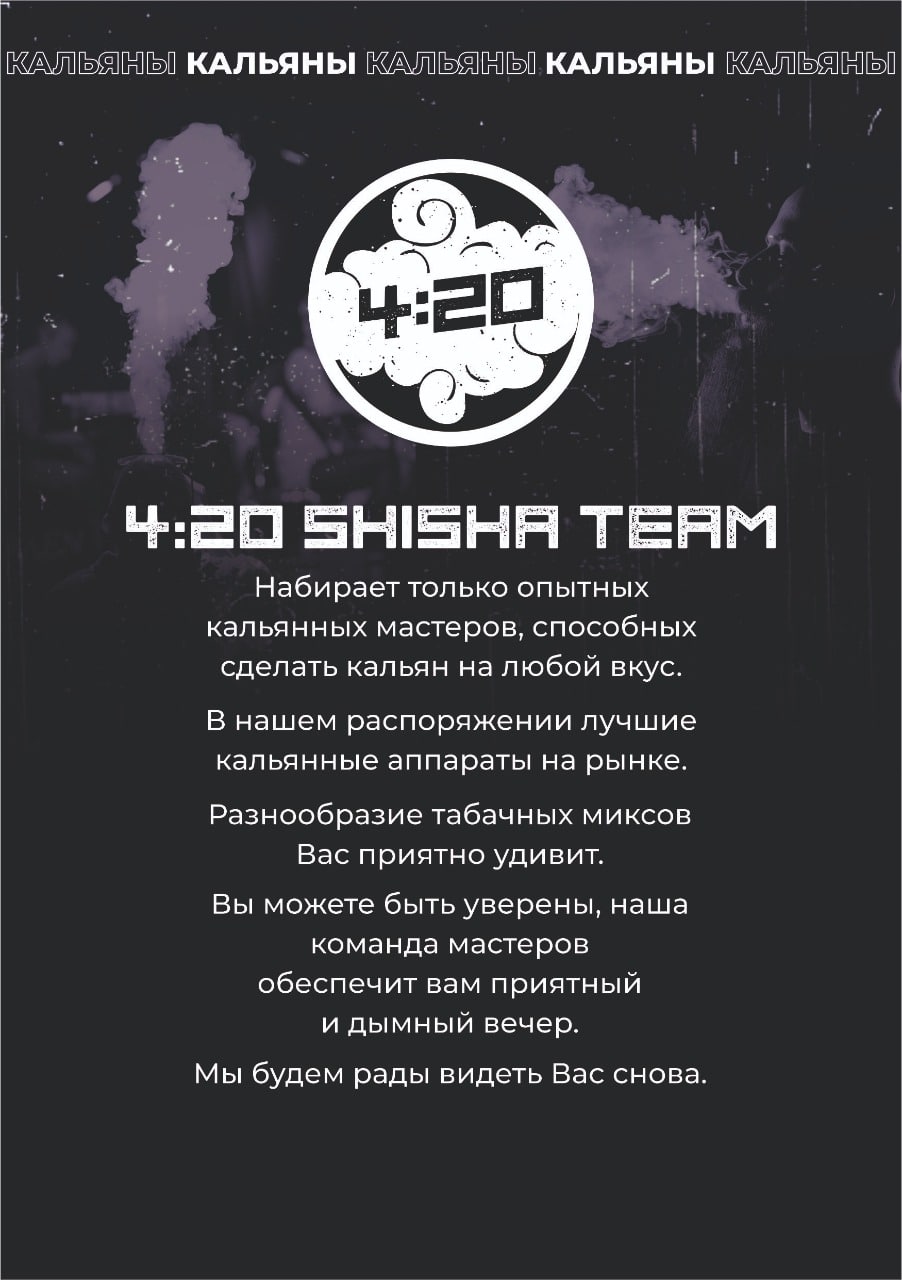 КАЛЬЯНЫ КАЛЬЯНЫ КАЛЬЯНЫ КАЛЬЯНЫ КАЛЬЯНЫ
4:20
4:20 SHISHA TEAM
Набирает только опытных
кальянных мастеров, способных
сделать кальян на любой вкус.
В нашем распоряжении лучшие
кальянные аппараты на рынке.
Разнообразие табачных миксов
Вас приятно удивит.
Вы можете быть уверены, наша
команда мастеров
обеспечит вам приятный
и дымный вечер.
Мы будем рады видеть Вас снова.